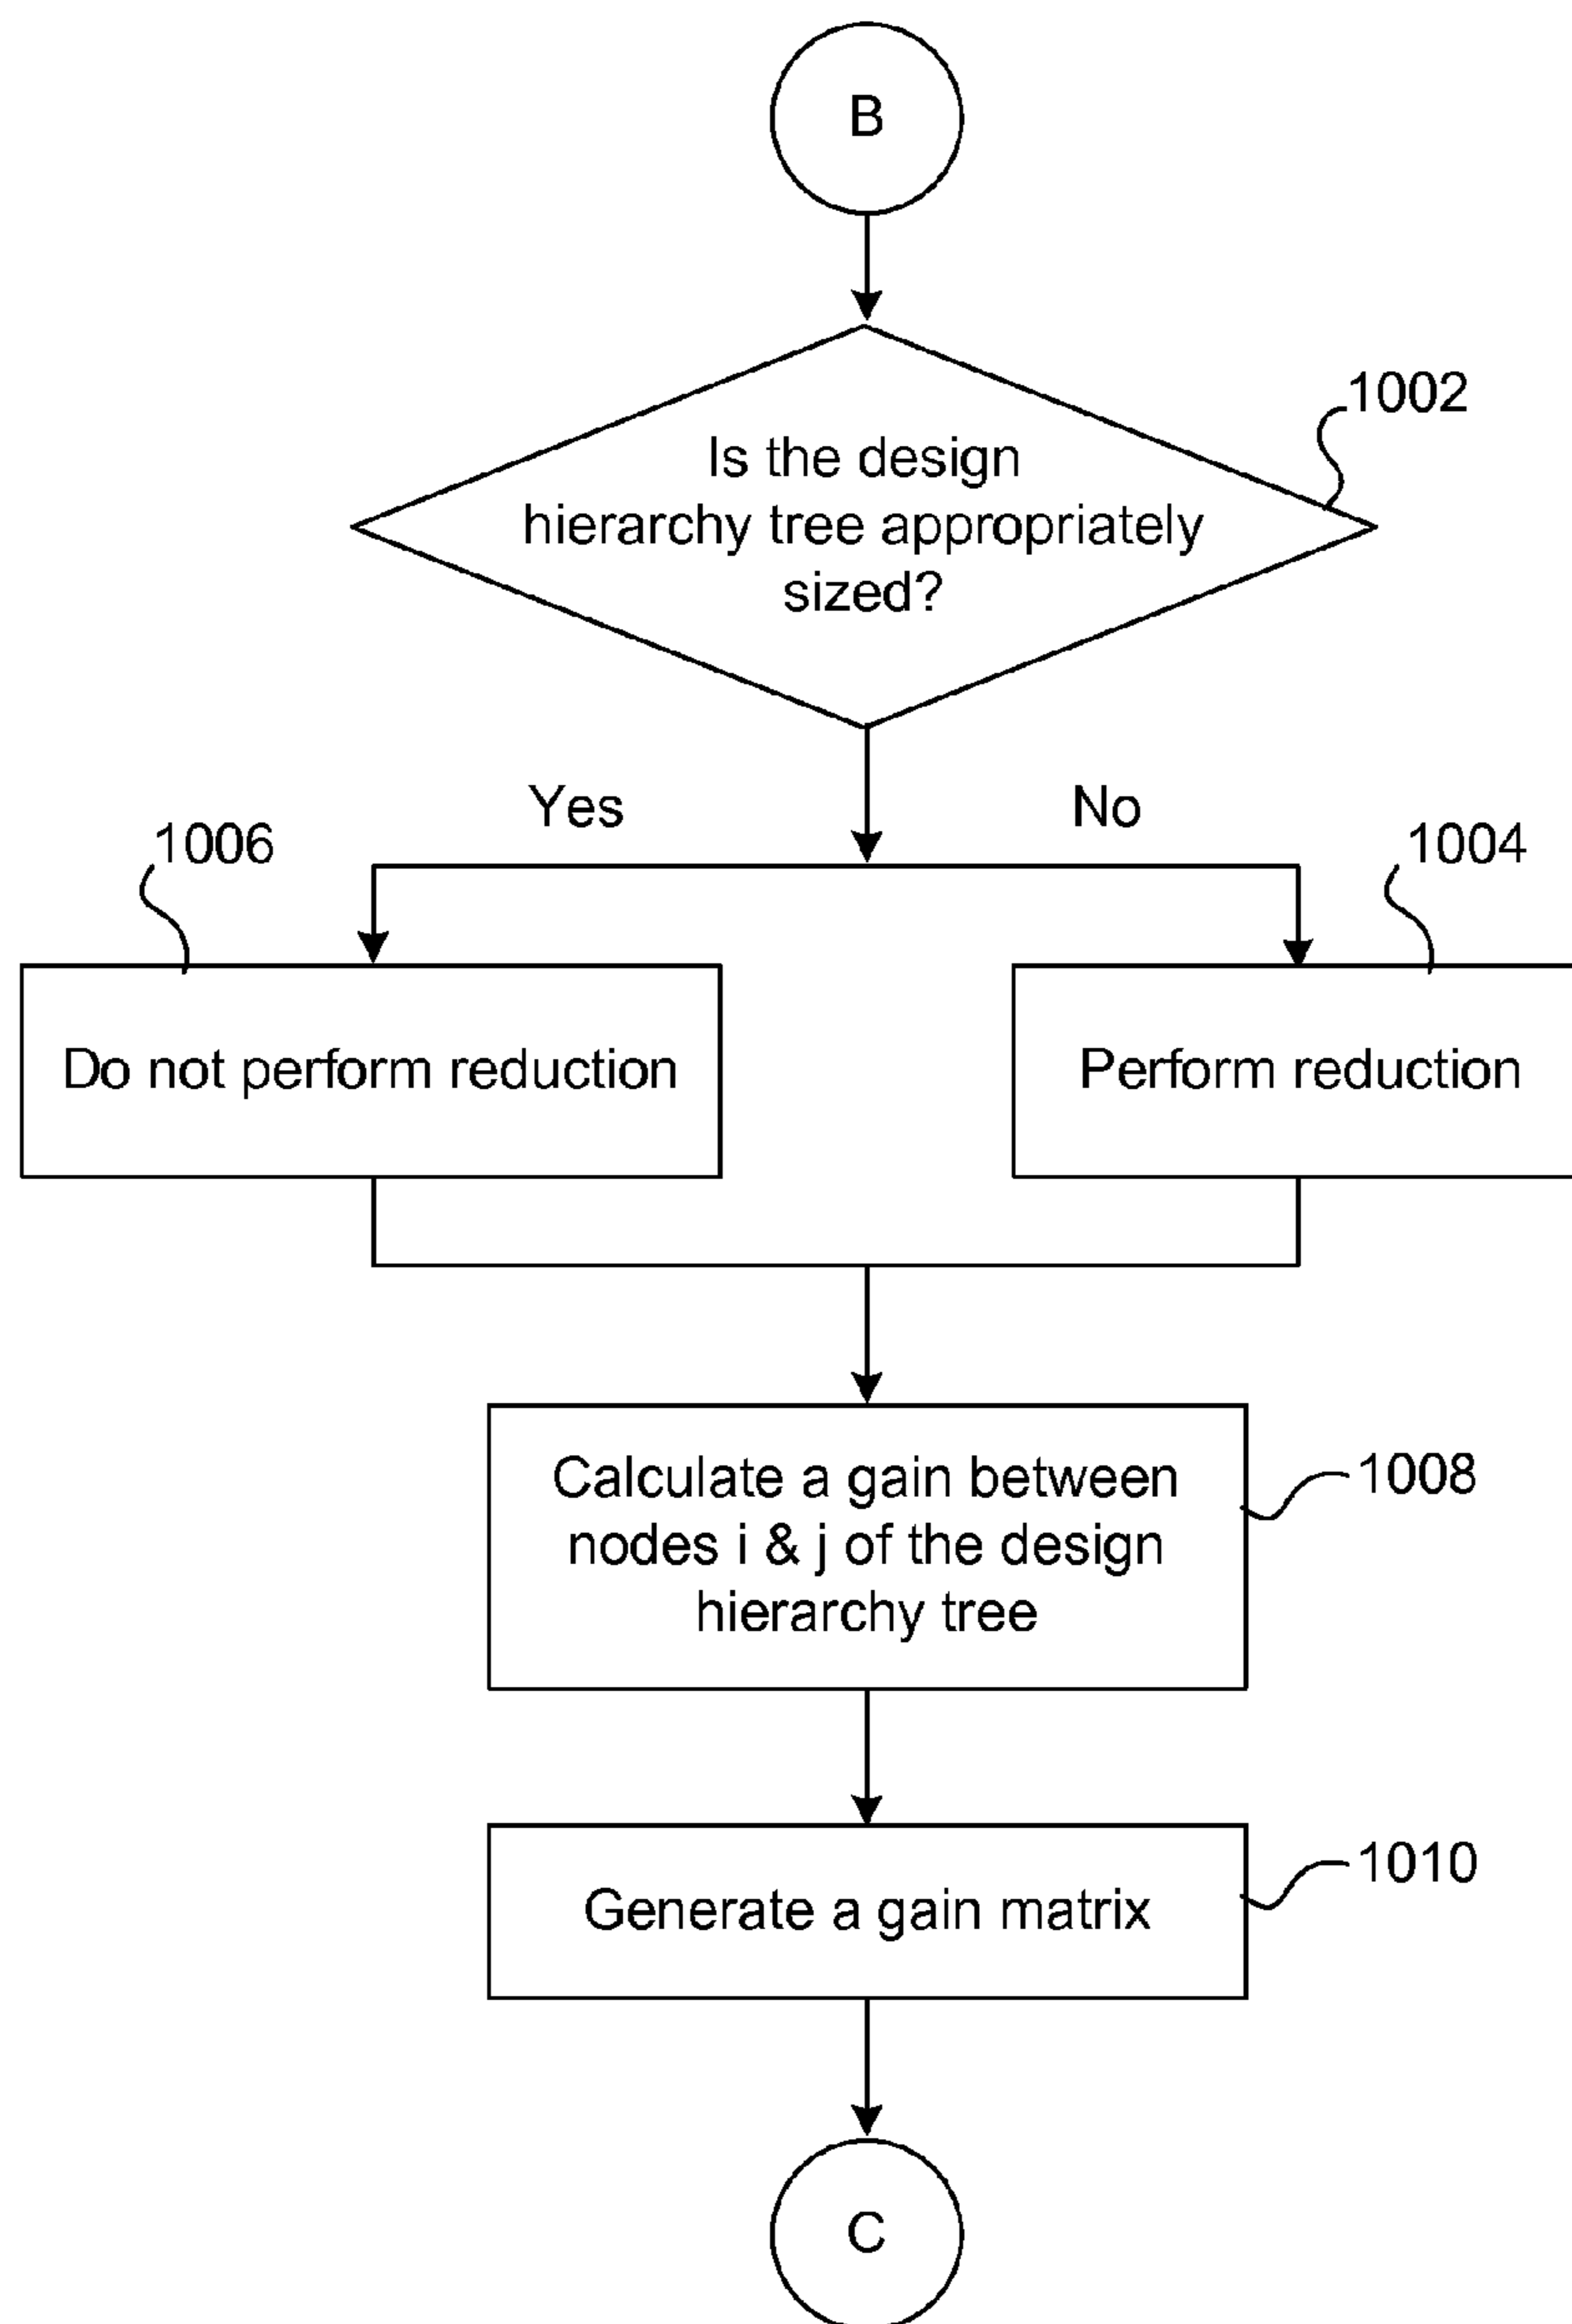 B
1002
Is the design
hierarchy tree appropriately
sized?
Yes
No
1006
1004
Do not perform reduction
Perform reduction
Calculate a gain between
nodes i & j of the design
hierarchy tree
1008
Generate a gain matrix
1010
C